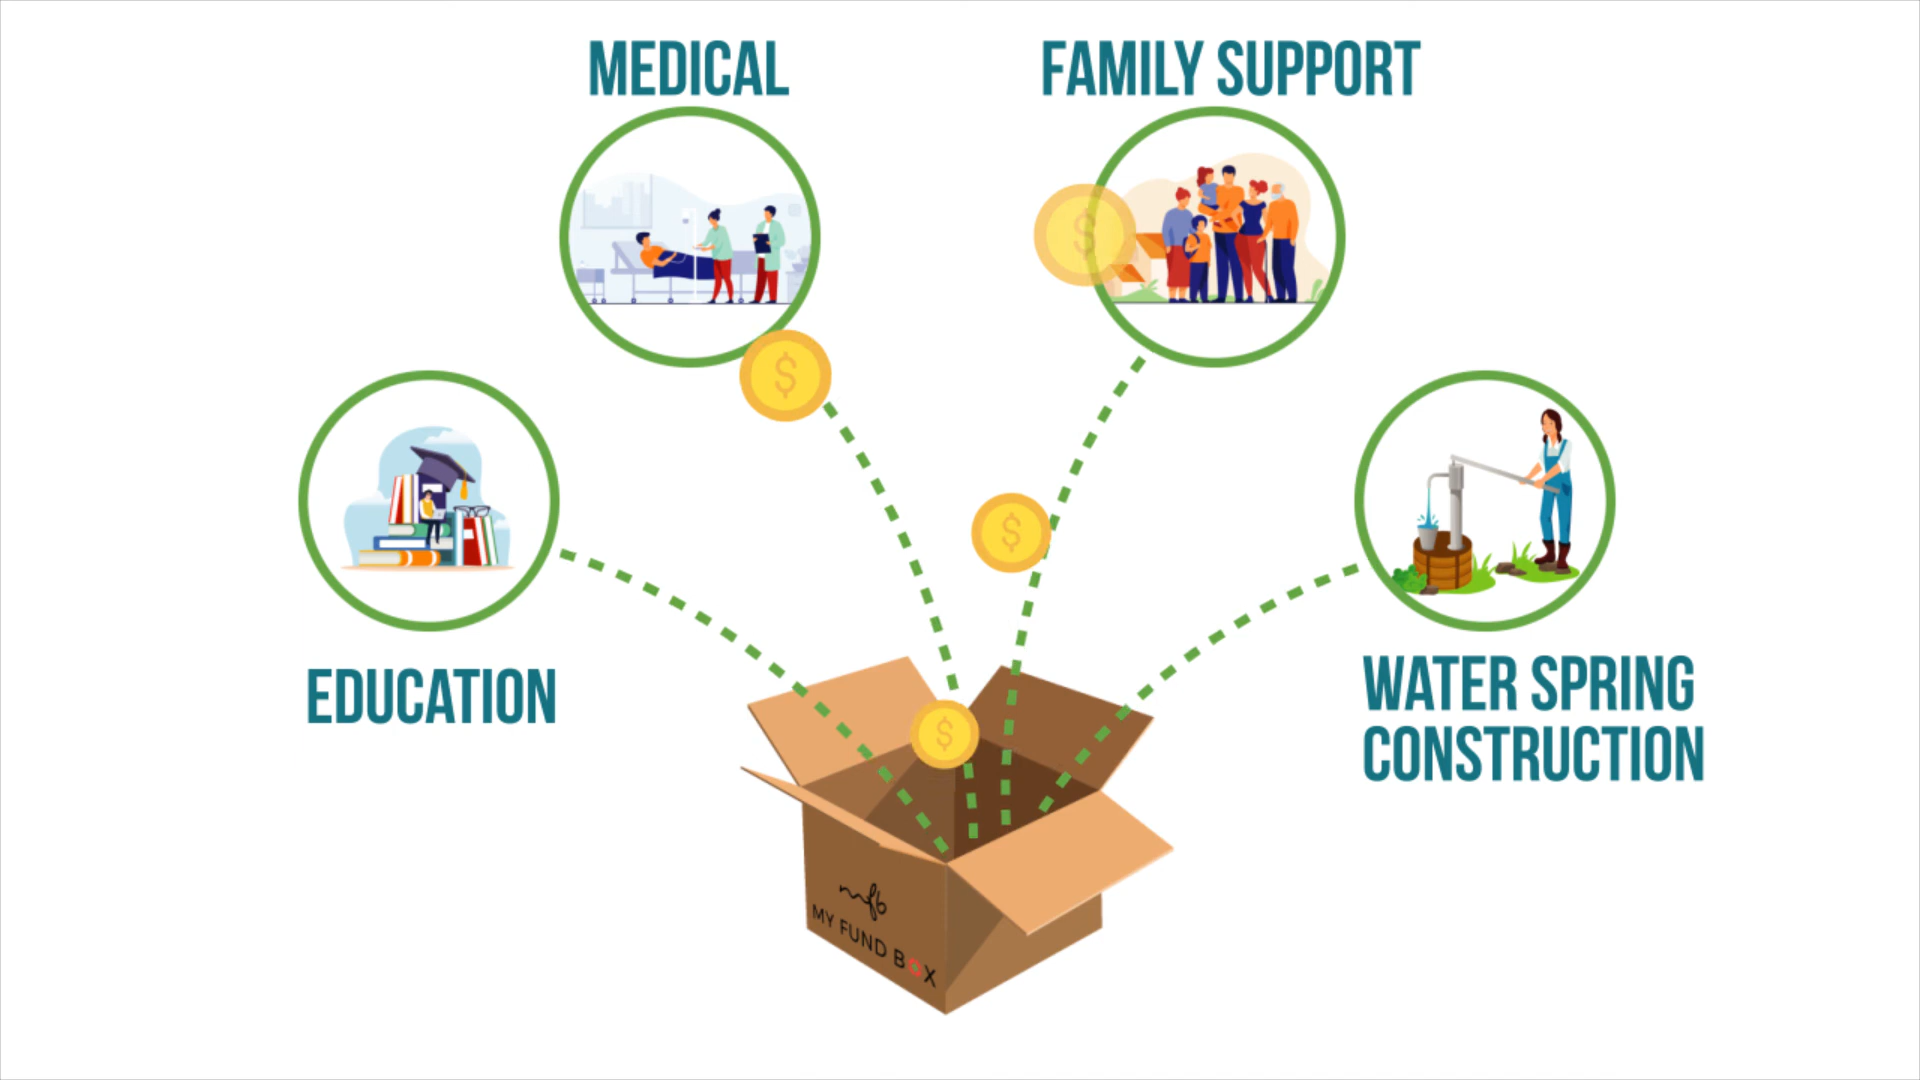 MEDICAL
FAMILY SUPPORT
$
$
$
$
EDUCATION
WATER SPRING
CONSTRUCTION
mfb
MY FUND BOX